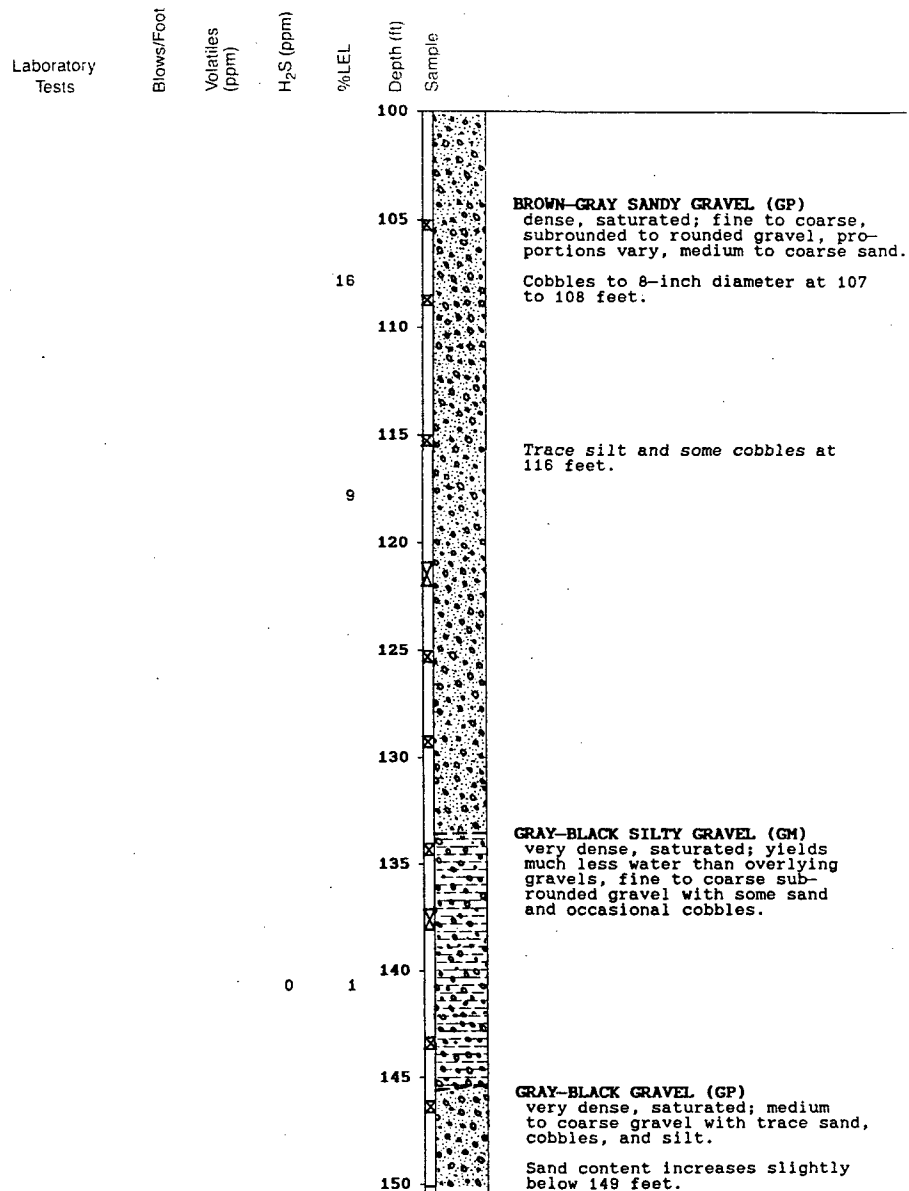 Laboratory
Tests
Blows/Foot
Volatiles
(ppm)
H₂S (ppm)
%LEL
Depth (ft)
Sample
100
BROWN-GRAY SANDY GRAVEL (GP)
105
dense, saturated; fine to coarse,
subrounded to rounded gravel, pro-
portions vary, medium to coarse sand.
16
Cobbles to 8-inch diameter at 107
to 108 feet.
110
115
Trace silt and some cobbles at
116 feet.
9
120
125
130
GRAY-BLACK SILTY GRAVEL (GM)
very dense, saturated; yields
135
much less water than overlying
gravels, fine to coarse sub-
rounded gravel with some sand
and occasional cobbles.
140
0 1
145
GRAY-BLACK GRAVEL (GP)
very dense, saturated; medium
to coarse gravel with trace sand,
cobbles, and silt.
Sand content increases slightly
150
below 149 feet.